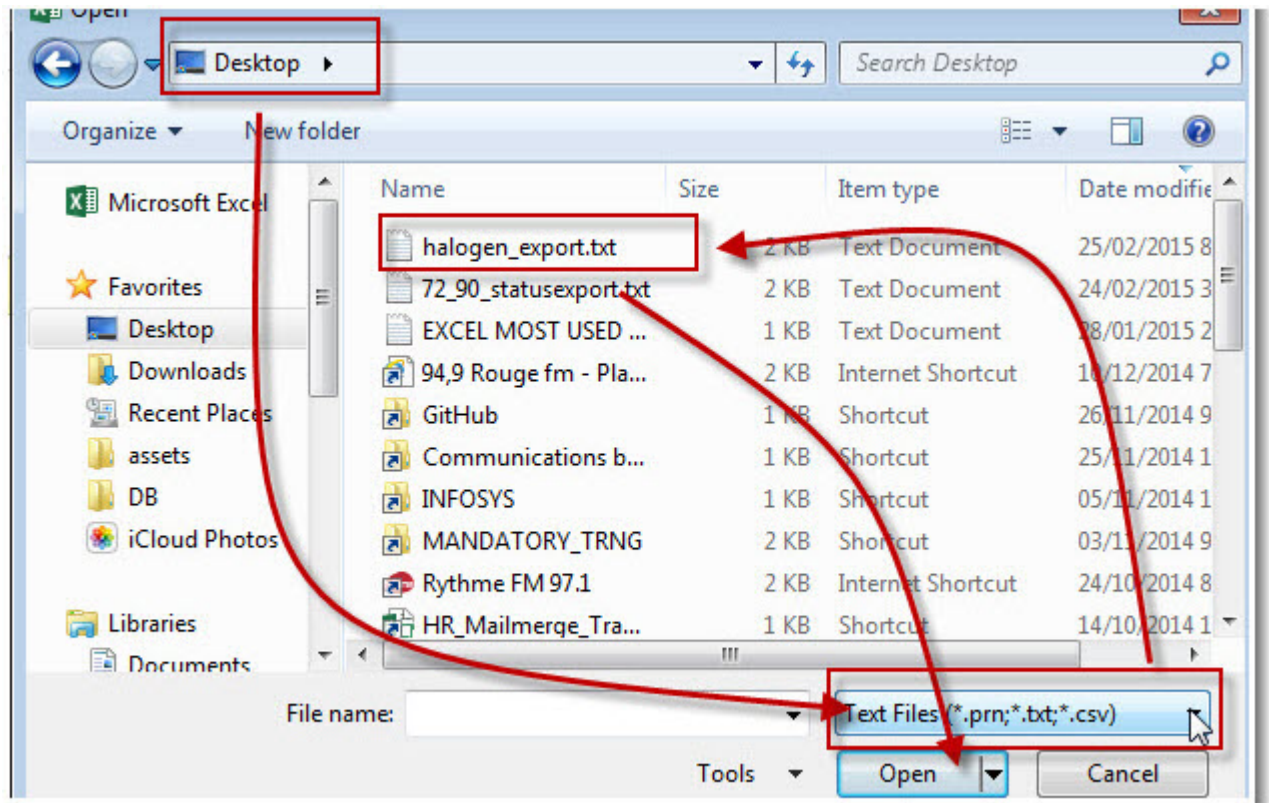 Open
Desktop
Search Desktop
Organize New folder
Microsoft Excel
Favorites
Desktop
Downloads
Recent Places
assets
DB
iCloud Photos
Libraries
Documents
Name Size Item type Date modifie
halogen_export.txt 2 KB Text Document 25/02/2015 8
72_90_statusexport.txt 2 KB Text Document 24/02/2015 3
EXCEL MOST USED ... 1 KB Text Document 28/01/2015 2
94,9 Rouge fm - Pla... 2 KB Internet Shortcut 10/12/2014 7
GitHub 1 KB Shortcut 26/11/2014 9
Communications b... 1 KB Shortcut 25/11/2014 1
INFOSYS 1 KB Shortcut 05/11/2014 1
MANDATORY_TRNG 2 KB Shortcut 03/11/2014 9
Rythme FM 97.1 2 KB Internet Shortcut 24/10/2014 8
HR_Mailmerge_Tra... 1 KB Shortcut 14/10/2014 1
File name: Text Files (*.prn;*.txt;*.csv)
Tools Open Cancel